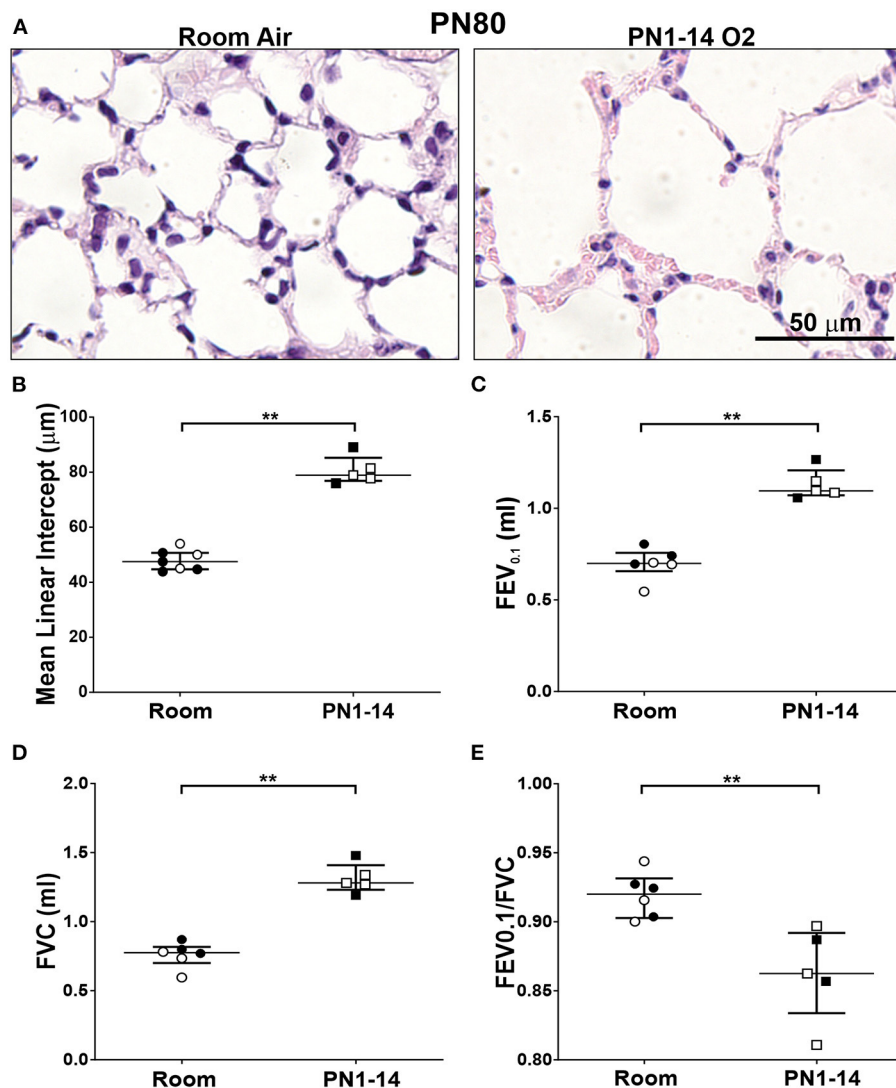 A
PN80
Room Air
PN1-14 O2
50 μm
B
Mean Linear Intercept (μm)
100
80
60
40
20
0
**
Room
PN1-14
C
FEV0.1 (ml)
1.5
1.0
0.5
0.0
**
Room
PN1-14
D
FVC (ml)
2.0
1.5
1.0
0.5
0.0
**
Room
PN1-14
E
FEV0.1/FVC
1.00
0.95
0.90
0.85
0.80
**
Room
PN1-14